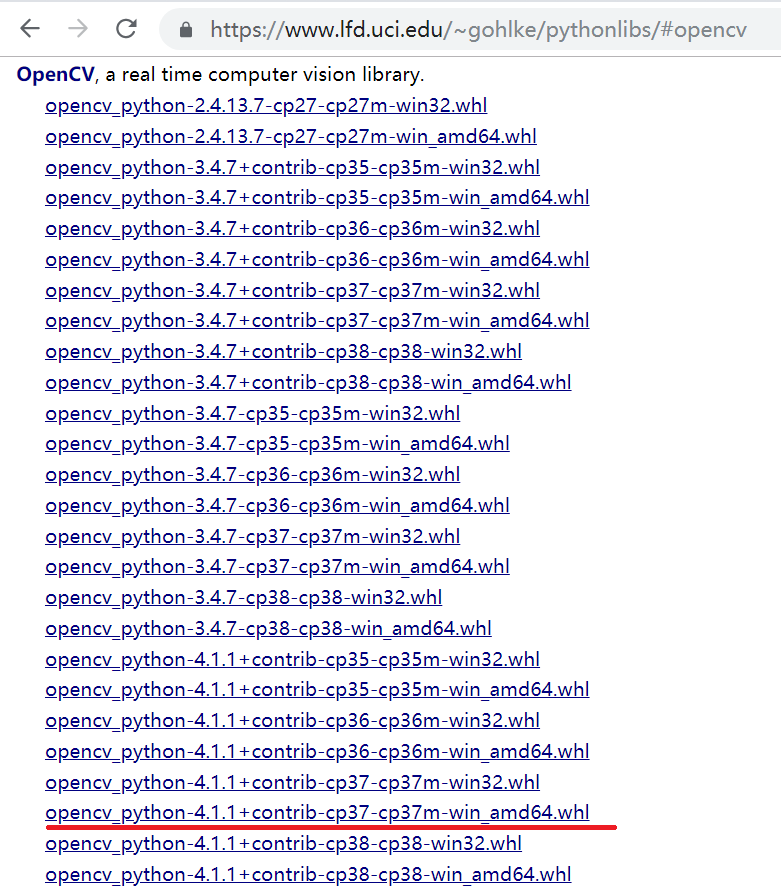 https://www.lfd.uci.edu/~gohlke/pythonlibs/#opencv
OpenCV, a real time computer vision library.
opencv_python-2.4.13.7-cp27-cp27m-win32.whl
opencv_python-2.4.13.7-cp27-cp27m-win_amd64.whl
opencv_python-3.4.7+contrib-cp35-cp35m-win32.whl
opencv_python-3.4.7+contrib-cp35-cp35m-win_amd64.whl
opencv_python-3.4.7+contrib-cp36-cp36m-win32.whl
opencv_python-3.4.7+contrib-cp36-cp36m-win_amd64.whl
opencv_python-3.4.7+contrib-cp37-cp37m-win32.whl
opencv_python-3.4.7+contrib-cp37-cp37m-win_amd64.whl
opencv_python-3.4.7+contrib-cp38-cp38-win32.whl
opencv_python-3.4.7+contrib-cp38-cp38-win_amd64.whl
opencv_python-3.4.7-cp35-cp35m-win32.whl
opencv_python-3.4.7-cp35-cp35m-win_amd64.whl
opencv_python-3.4.7-cp36-cp36m-win32.whl
opencv_python-3.4.7-cp36-cp36m-win_amd64.whl
opencv_python-3.4.7-cp37-cp37m-win32.whl
opencv_python-3.4.7-cp37-cp37m-win_amd64.whl
opencv_python-3.4.7-cp38-cp38-win32.whl
opencv_python-3.4.7-cp38-cp38-win_amd64.whl
opencv_python-4.1.1+contrib-cp35-cp35m-win32.whl
opencv_python-4.1.1+contrib-cp35-cp35m-win_amd64.whl
opencv_python-4.1.1+contrib-cp36-cp36m-win32.whl
opencv_python-4.1.1+contrib-cp36-cp36m-win_amd64.whl
opencv_python-4.1.1+contrib-cp37-cp37m-win32.whl
opencv_python-4.1.1+contrib-cp37-cp37m-win_amd64.whl
opencv_python-4.1.1+contrib-cp38-cp38-win32.whl
opencv_python-4.1.1+contrib-cp38-cp38-win_amd64.whl